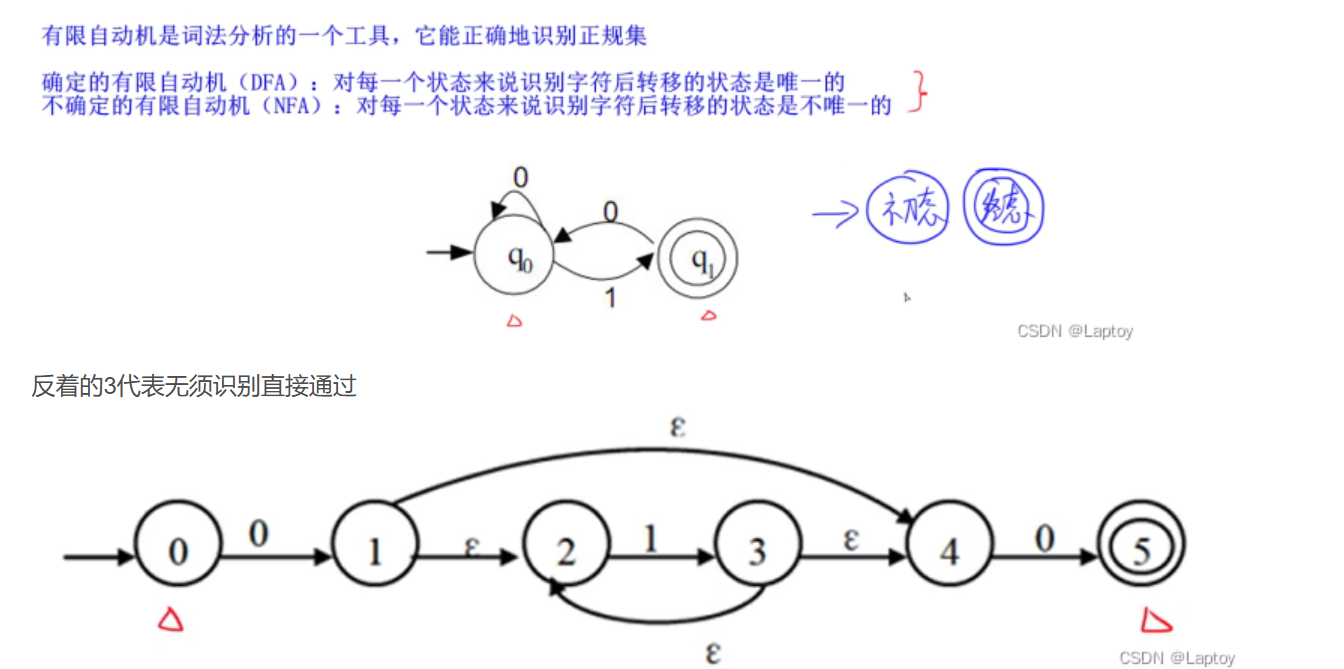 有限自动机是词法分析的一个工具，它能正确地识别正规集
确定的有限自动机（DFA）：对每一个状态来说识别字符后转移的状态是唯一的
不确定的有限自动机（NFA）：对每一个状态来说识别字符后转移的状态是不唯一的
0
0
q0
q1
1
初态
终态
CSDN @Laptoy
反着的3代表无须识别直接通过
ε
0 0 1 ε 2 1 3 ε 4 0 5
ε
CSDN @Laptoy